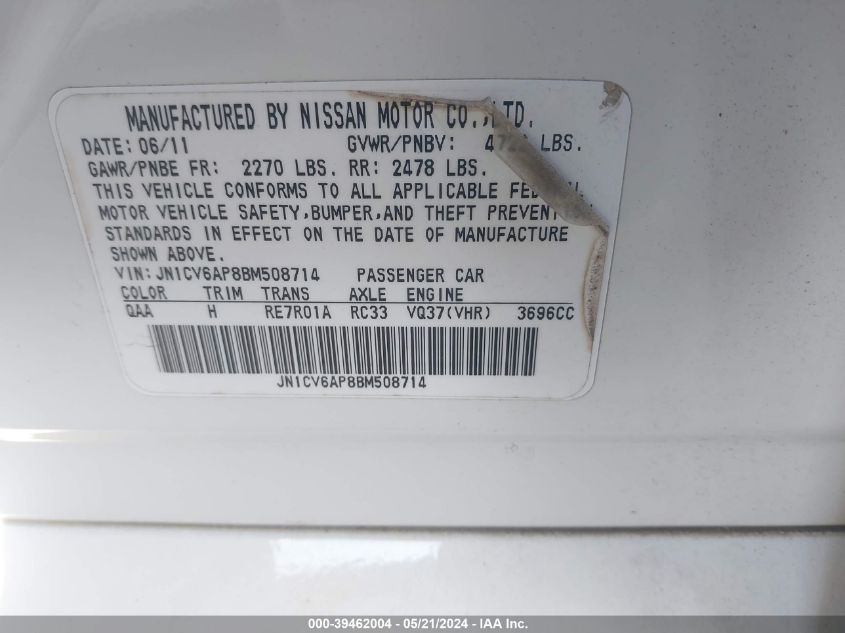 MANUFACTURED BY NISSAN MOTOR CO.,LTD.
DATE: 06/11 GVWR/PNBV: LBS.
GAWR/PNBE FR: 2270 LBS. RR: 2478 LBS.
THIS VEHICLE CONFORMS TO ALL APPLICABLE
MOTOR VEHICLE SAFETY,BUMPER,AND THEFT
STANDARDS IN EFFECT ON THE DATE OF MANUFACTURE
SHOWN ABOVE.
VIN: JN1CV6AP8BM508714 PASSENGER CAR
COLOR TRIM TRANS AXLE ENGINE
QAA H RE7R01A RC33 VQ37(VHR) 3696CC
JN1CV6AP8BM508714
000-39462004 - 05/21/2024 - IAA Inc.